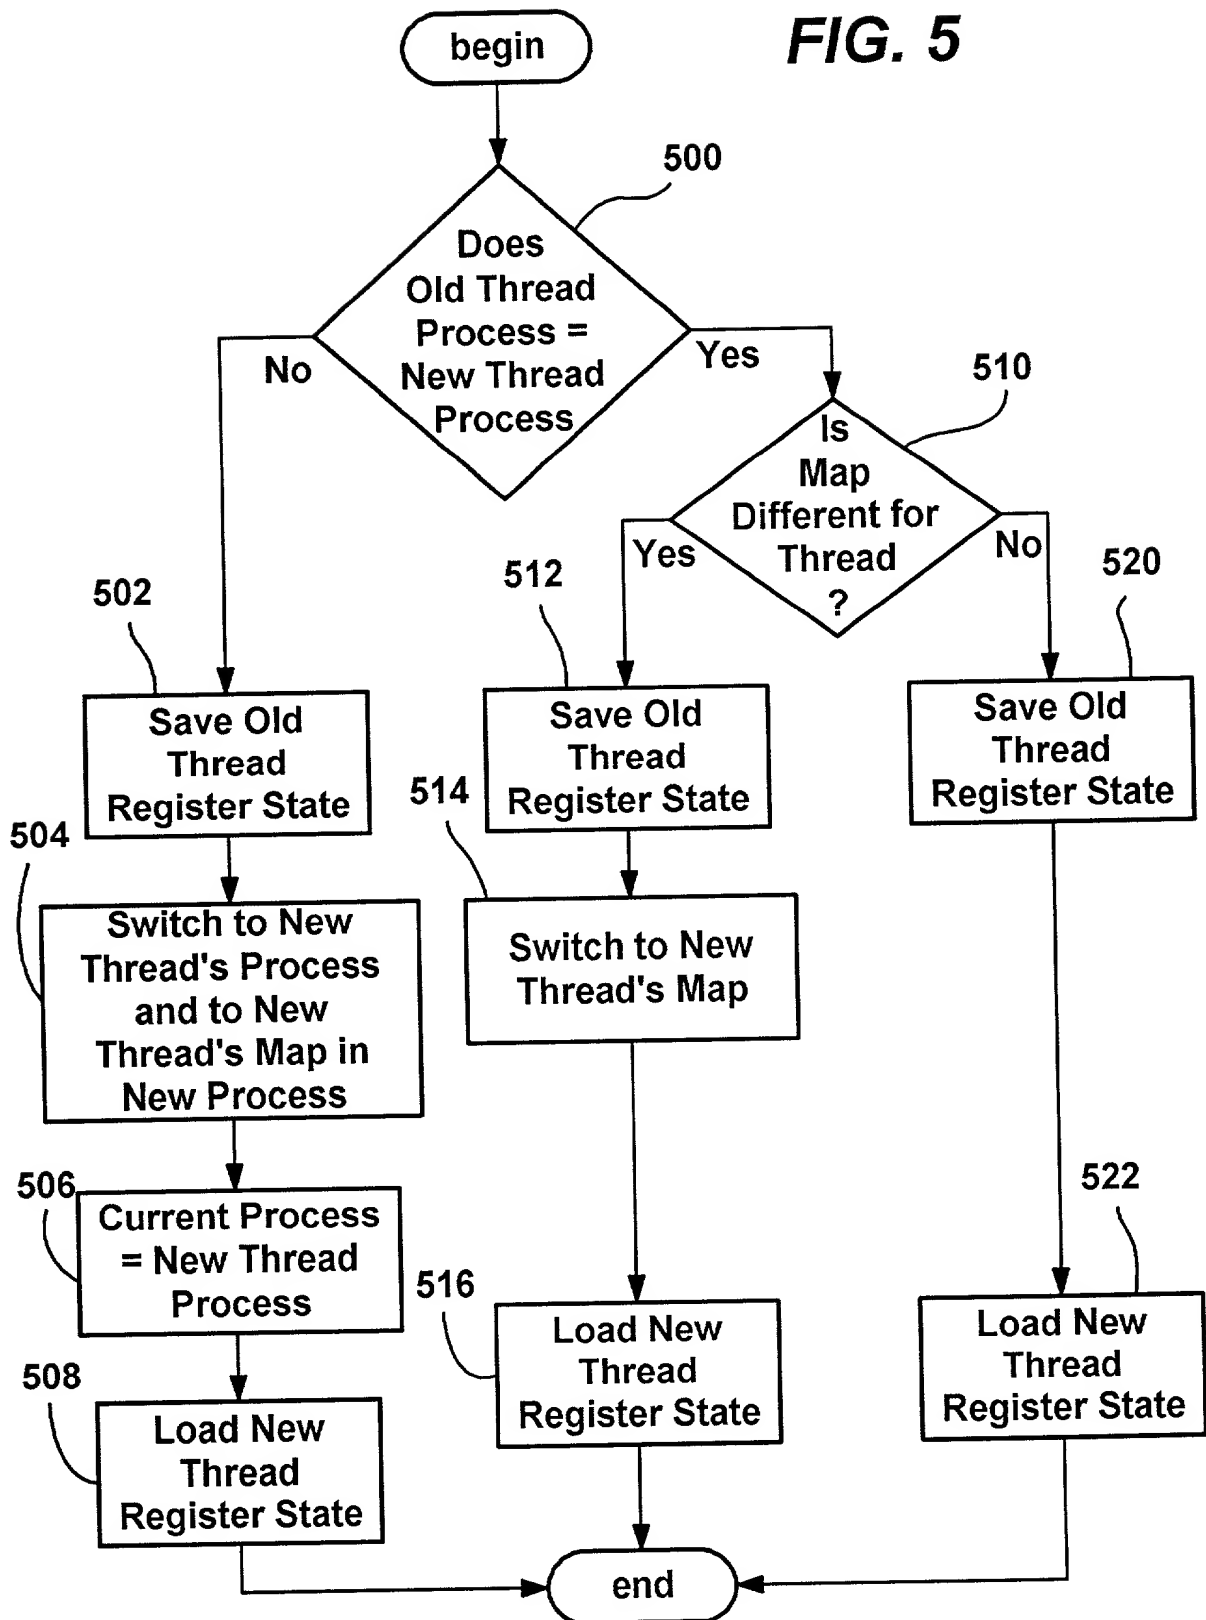 begin
FIG. 5
500
Does
Old Thread
Process =
New Thread
Process
No
Yes
510
Is
Map
Different for
Thread
?
Yes
No
502
Save Old
Thread
Register State
512
Save Old
Thread
Register State
520
Save Old
Thread
Register State
504
Switch to New
Thread's Process
and to New
Thread's Map in
New Process
514
Switch to New
Thread's Map
506
Current Process
= New Thread
Process
516
Load New
Thread
Register State
522
Load New
Thread
Register State
508
Load New
Thread
Register State
end